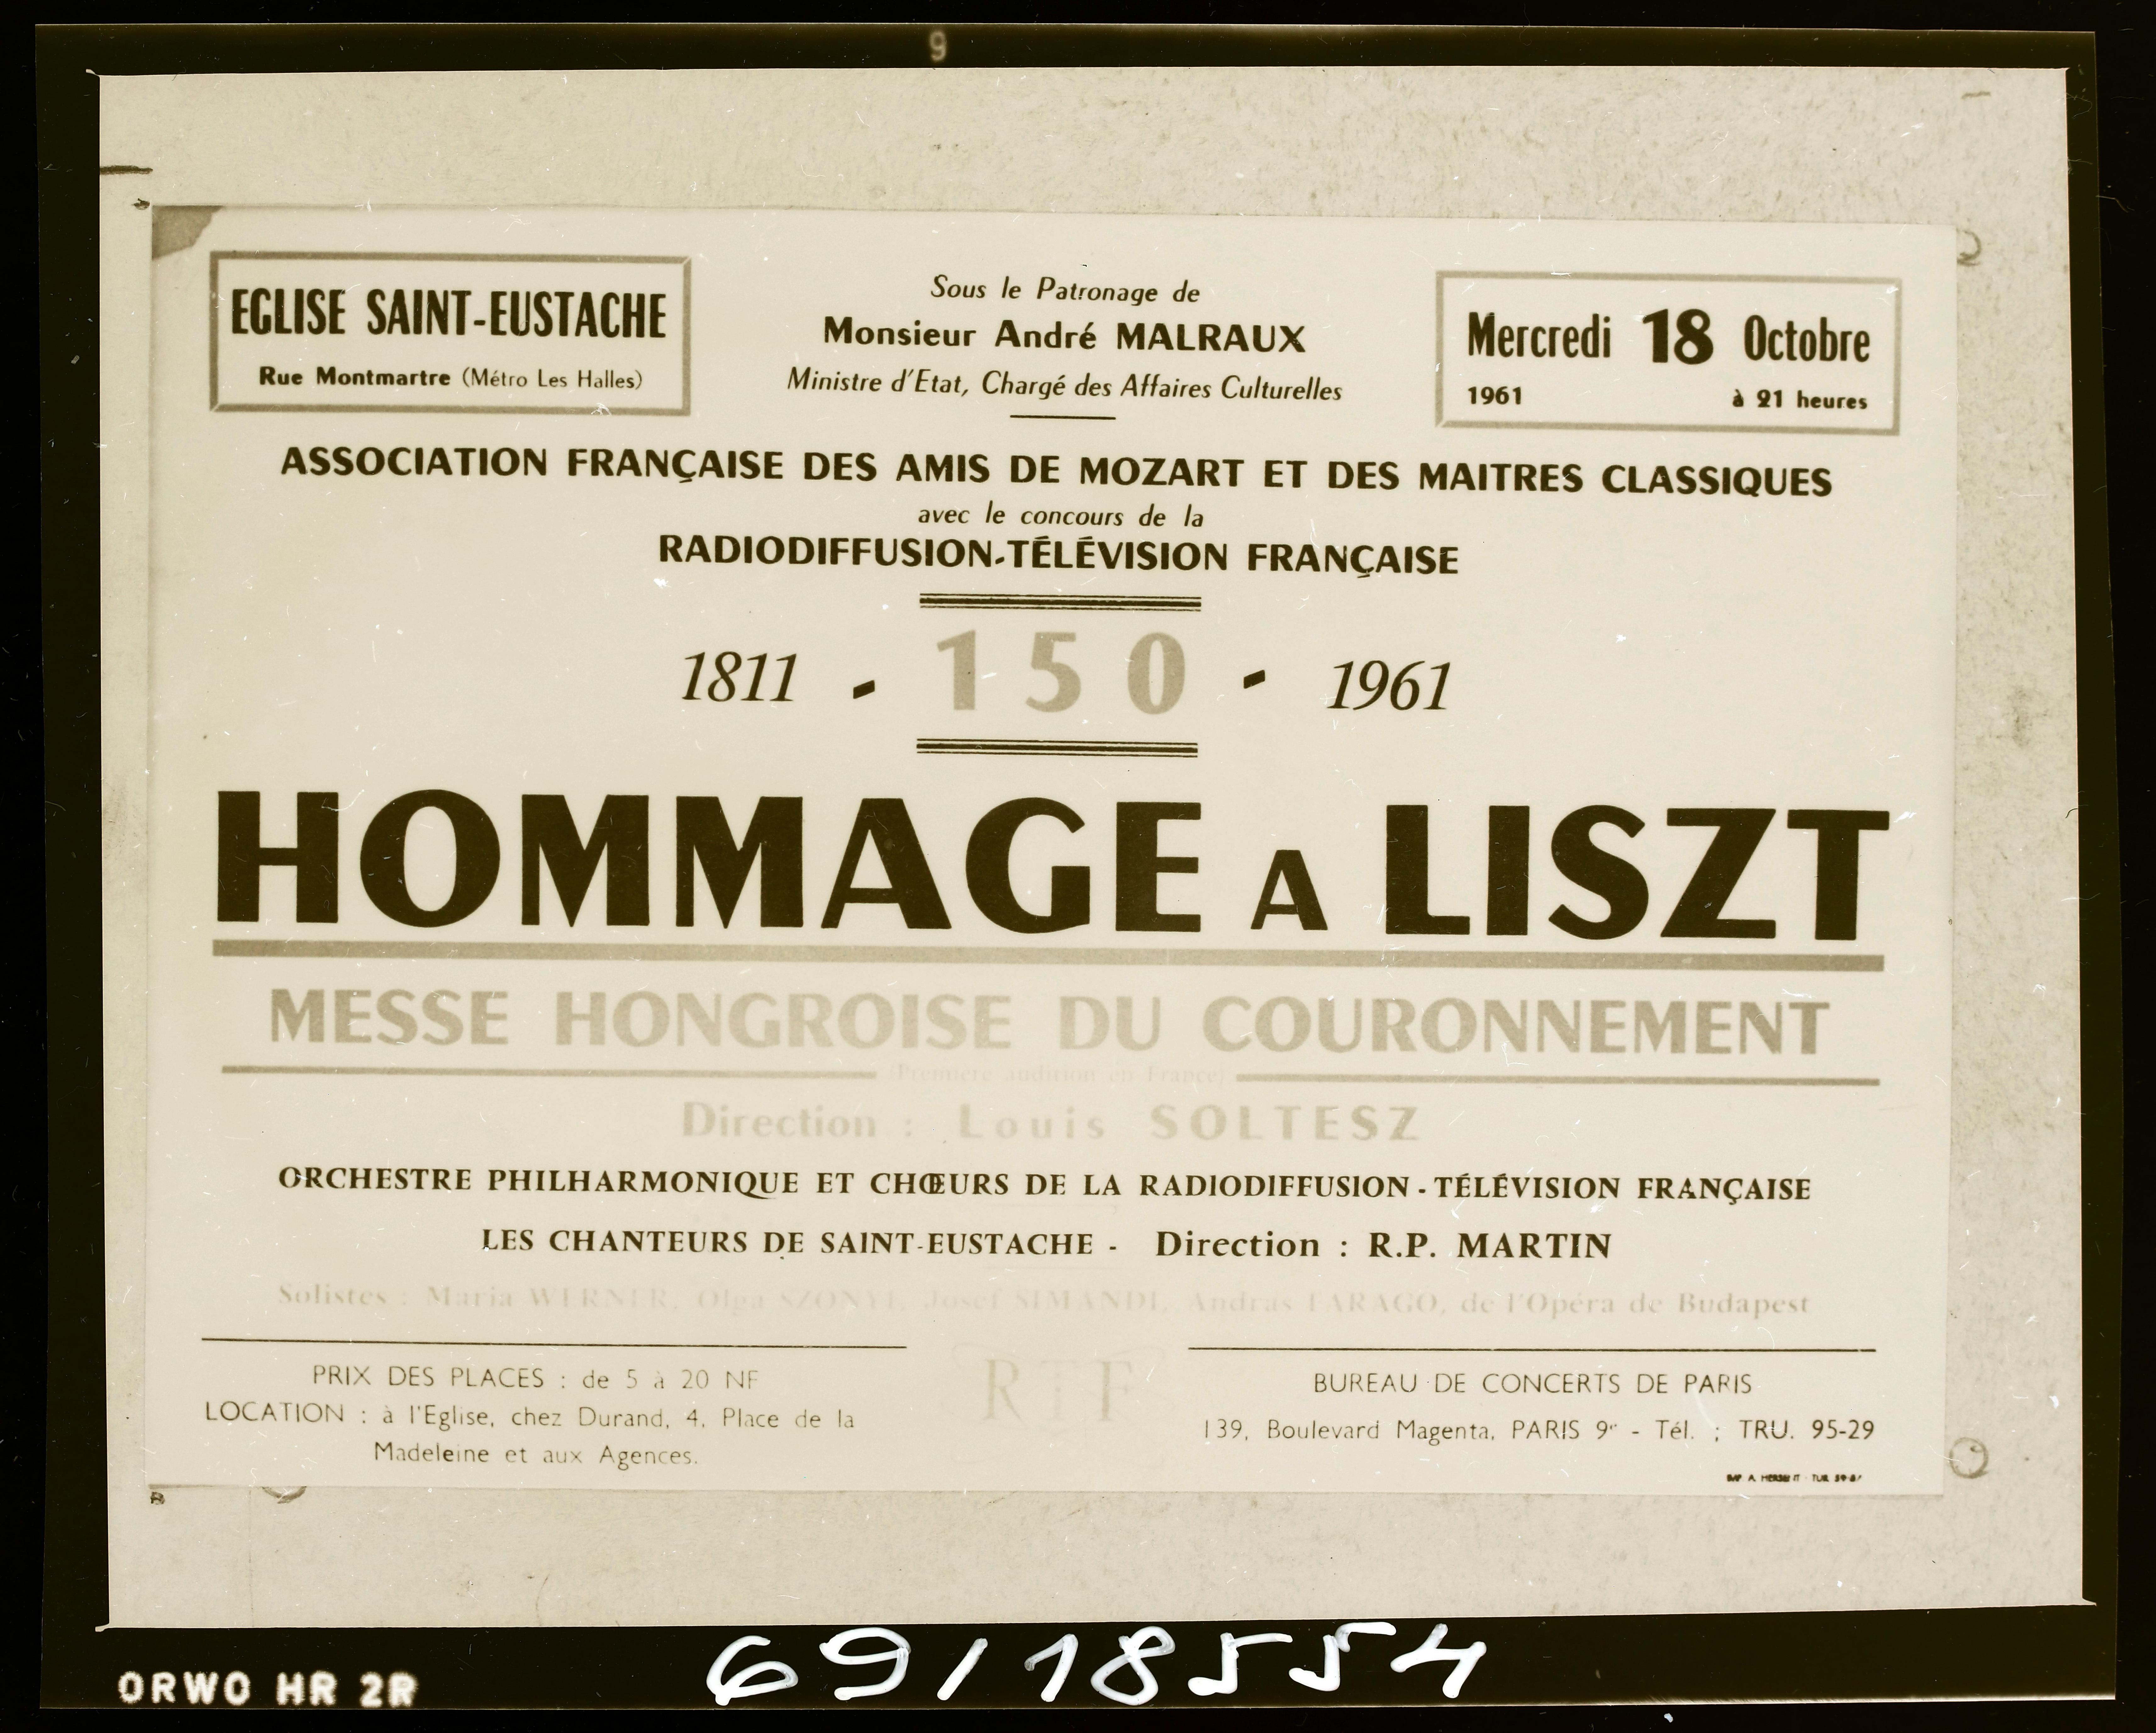 9
EGLISE SAINT-EUSTACHE
Rue Montmartre (Métro Les Halles)
Sous le Patronage de
Monsieur André MALRAUX
Ministre d'Etat, Chargé des Affaires Culturelles
Mercredi 18 Octobre
1961 à 21 heures
ASSOCIATION FRANÇAISE DES AMIS DE MOZART ET DES MAITRES CLASSIQUES
avec le concours de la
RADIODIFFUSION-TÉLÉVISION FRANÇAISE
1811 - 150 - 1961
HOMMAGE A LISZT
MESSE HONGROISE DU COURONNEMENT
(Première audition en France)
Direction : Louis SOLTESZ
ORCHESTRE PHILHARMONIQUE ET CHŒURS DE LA RADIODIFFUSION - TÉLÉVISION FRANÇAISE
LES CHANTEURS DE SAINT-EUSTACHE - Direction : R.P. MARTIN
Solistes : Maria WERNER, Olga SZONYI, Josef SIMANDI, Andras FARAGO, de l'Opéra de Budapest
PRIX DES PLACES : de 5 à 20 NF
LOCATION : à l'Eglise, chez Durand, 4, Place de la
Madeleine et aux Agences.
RTF
BUREAU DE CONCERTS DE PARIS
139, Boulevard Magenta, PARIS 9e - Tél. : TRU. 95-29
IMP. A. TUR.
ORWO HR 2R
69/18554